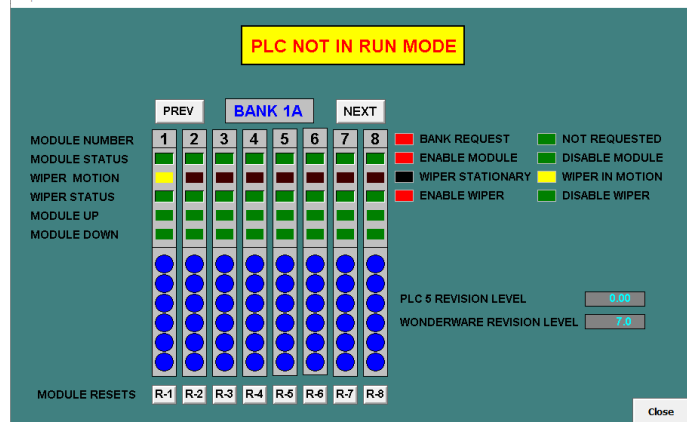 PLC NOT IN RUN MODE
PREV BANK 1A NEXT
MODULE NUMBER 1 2 3 4 5 6 7 8 BANK REQUEST NOT REQUESTED
MODULE STATUS ENABLE MODULE DISABLE MODULE
WIPER MOTION WIPER STATIONARY WIPER IN MOTION
WIPER STATUS ENABLE WIPER DISABLE WIPER
MODULE UP
MODULE DOWN
PLC 5 REVISION LEVEL 0.00
WONDERWARE REVISION LEVEL 7.0
MODULE RESETS R-1 R-2 R-3 R-4 R-5 R-6 R-7 R-8
Close